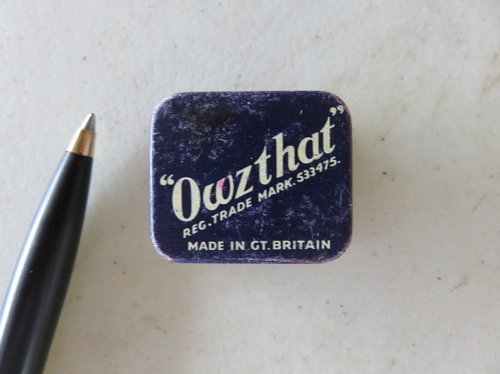 "Owzthat"
REG. TRADE MARK. 533475.
MADE IN GT. BRITAIN